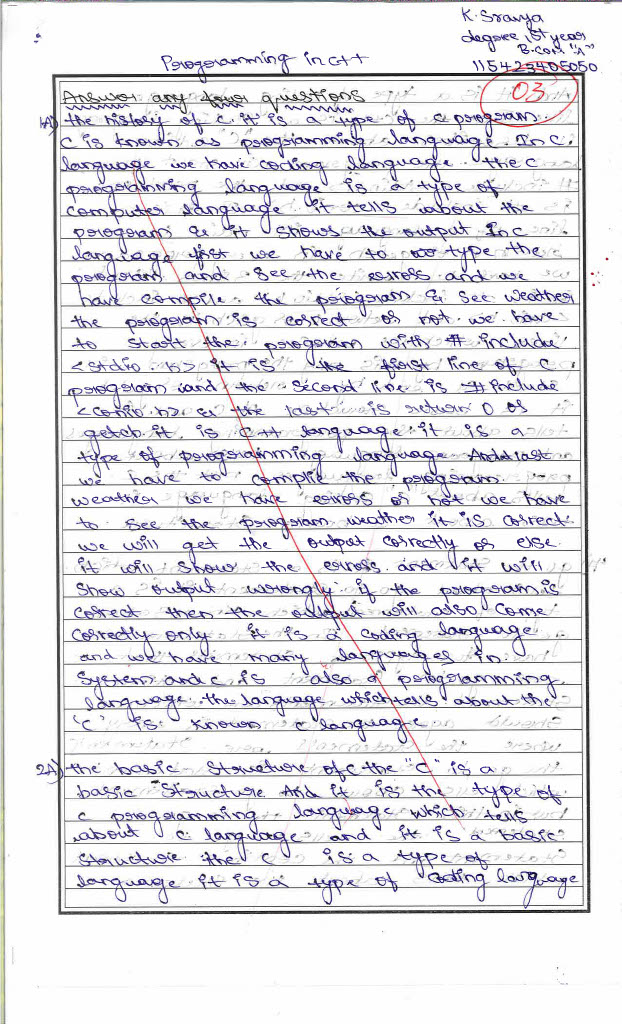 K. Sravya
degree 1st year
B.com "A"
115423405050
Programming in C++
03
Answer any four questions
1A) the history of c. it is a type of c program.
C is known as programming language. In C.
language we have coding language. the c
programming language is a type of
computer language it tells about the
program & it shows the output In c
language first we have to type the
program and see the errors and we
have compile. the program & see weather
the program is correct or not we have
to start the program with # include
<stdio.h> it is the first line of c
program and the second line is #include
<conio.h> & the last is return 0 or
getch it is C++ language it is a
type of programming language And last
we have to complie the program.
weather we have errors or not we have
to see the program weather it is correct.
we will get the output correctly or else
it will show the errors. and it will
show output wrongly if the program is
correct then the output will also come
correctly only it is a coding language
and we have many languages in
System and c is also a programming
language. the language which tells about the
"C" is known c language
2A) the basic Structure of c the "C" is a
basic Structure And it is the type of
c programming language which tells
about c language and it is a basic
Structure the c is a type of
language it is a type of coding language